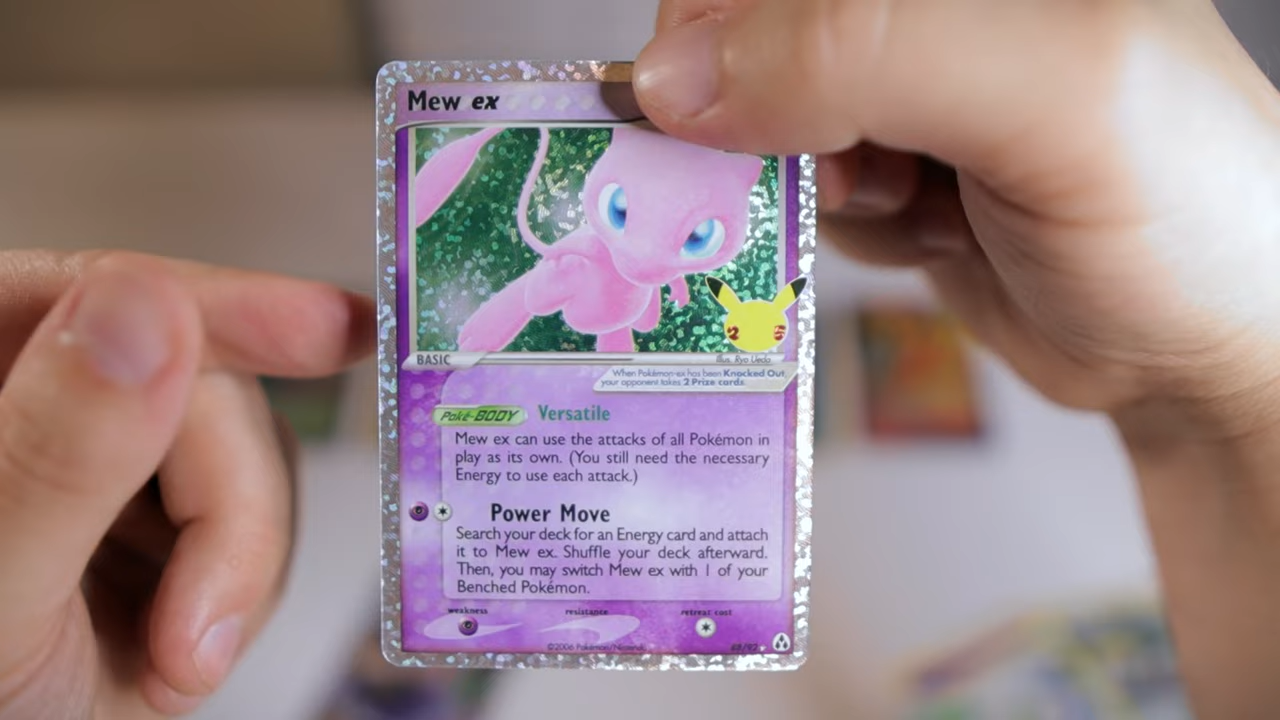 Mew ex
BASIC
Illus. Ryo Ueda
When Pokémon-ex has been Knocked Out,
your opponent takes 2 Prize cards.
Poké-BODY Versatile
Mew ex can use the attacks of all Pokémon in
play as its own. (You still need the necessary
Energy to use each attack.)
Power Move
Search your deck for an Energy card and attach
it to Mew ex. Shuffle your deck afterward.
Then, you may switch Mew ex with 1 of your
Benched Pokémon.
weakness resistance retreat cost
©2006 Pokémon/Nintendo 88/92